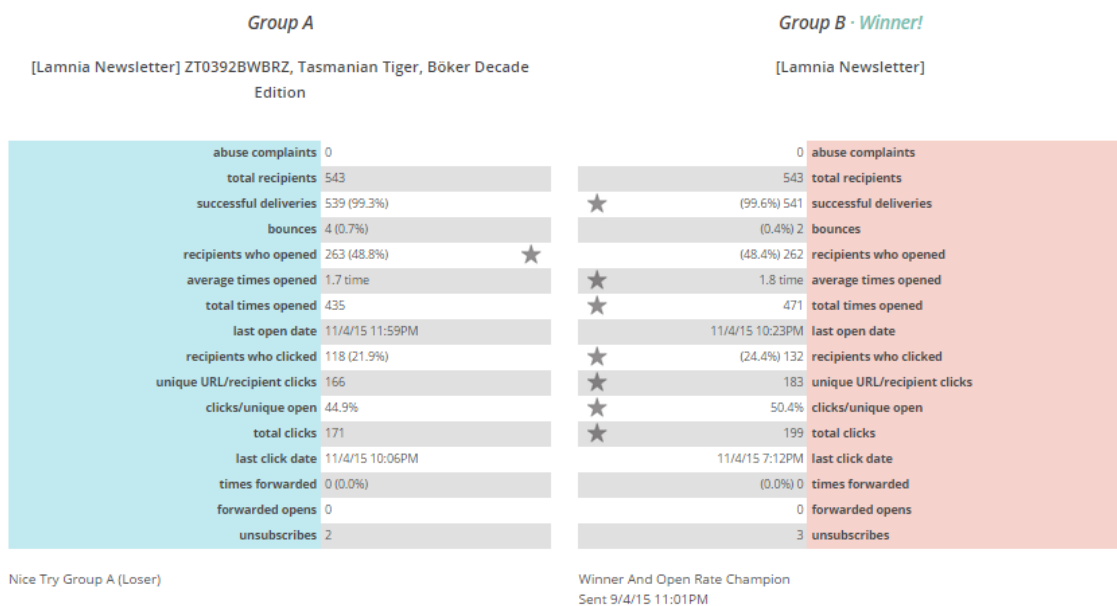 Group A
[Lamnia Newsletter] ZT0392BWBRZ, Tasmanian Tiger, Böker Decade
Edition
abuse complaints 0
total recipients 543
successful deliveries 539 (99.3%)
bounces 4 (0.7%)
recipients who opened 263 (48.8%)
average times opened 1.7 time
total times opened 435
last open date 11/4/15 11:59PM
recipients who clicked 118 (21.9%)
unique URL/recipient clicks 166
clicks/unique open 44.9%
total clicks 171
last click date 11/4/15 10:06PM
times forwarded 0 (0.0%)
forwarded opens 0
unsubscribes 2
Nice Try Group A (Loser)
Group B · Winner!
[Lamnia Newsletter]
0 abuse complaints
543 total recipients
(99.6%) 541 successful deliveries
(0.4%) 2 bounces
(48.4%) 262 recipients who opened
1.8 time average times opened
471 total times opened
11/4/15 10:23PM last open date
(24.4%) 132 recipients who clicked
183 unique URL/recipient clicks
50.4% clicks/unique open
199 total clicks
11/4/15 7:12PM last click date
(0.0%) 0 times forwarded
0 forwarded opens
3 unsubscribes
Winner And Open Rate Champion
Sent 9/4/15 11:01PM